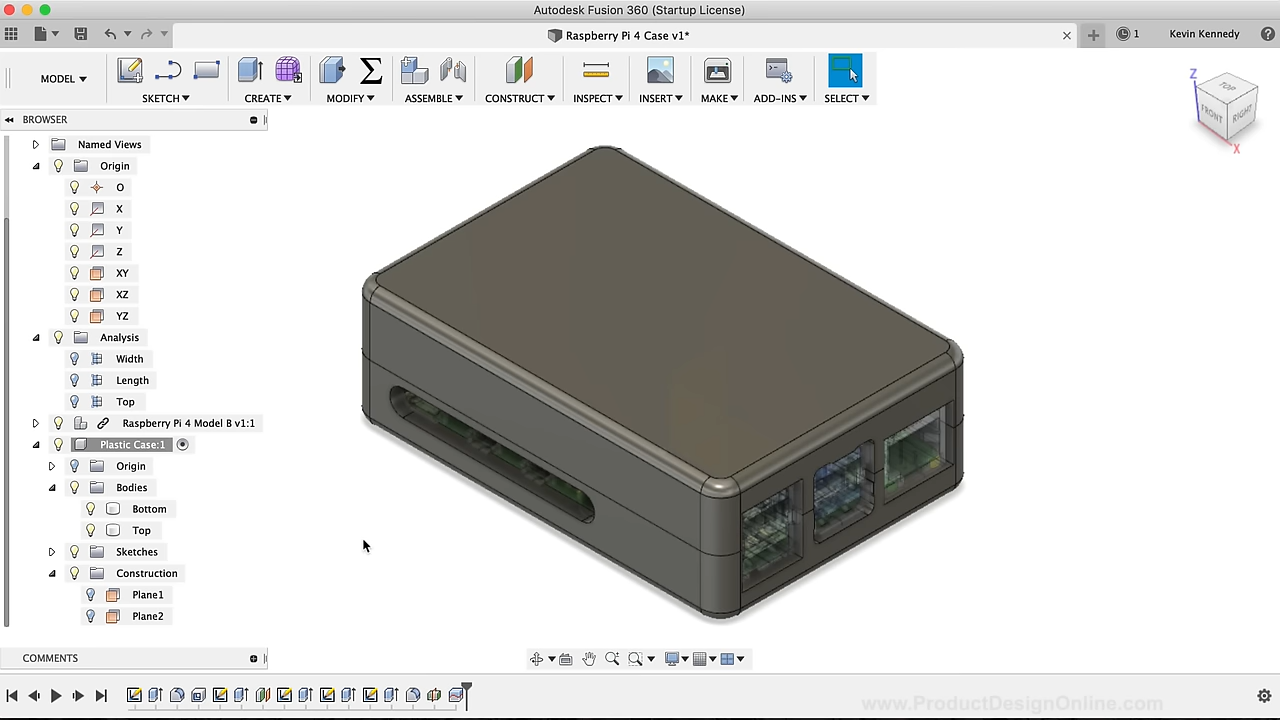 Autodesk Fusion 360 (Startup License)
Raspberry Pi 4 Case v1*
1
Kevin Kennedy
MODEL
SKETCH
CREATE
MODIFY
ASSEMBLE
CONSTRUCT
INSPECT
INSERT
MAKE
ADD-INS
SELECT
Z
TOP
FRONT
RIGHT
X
BROWSER
Named Views
Origin
O
X
Y
Z
XY
XZ
YZ
Analysis
Width
Length
Top
Raspberry Pi 4 Model B v1:1
Plastic Case:1
Origin
Bodies
Bottom
Top
Sketches
Construction
Plane1
Plane2
COMMENTS
www.ProductDesignOnline.com